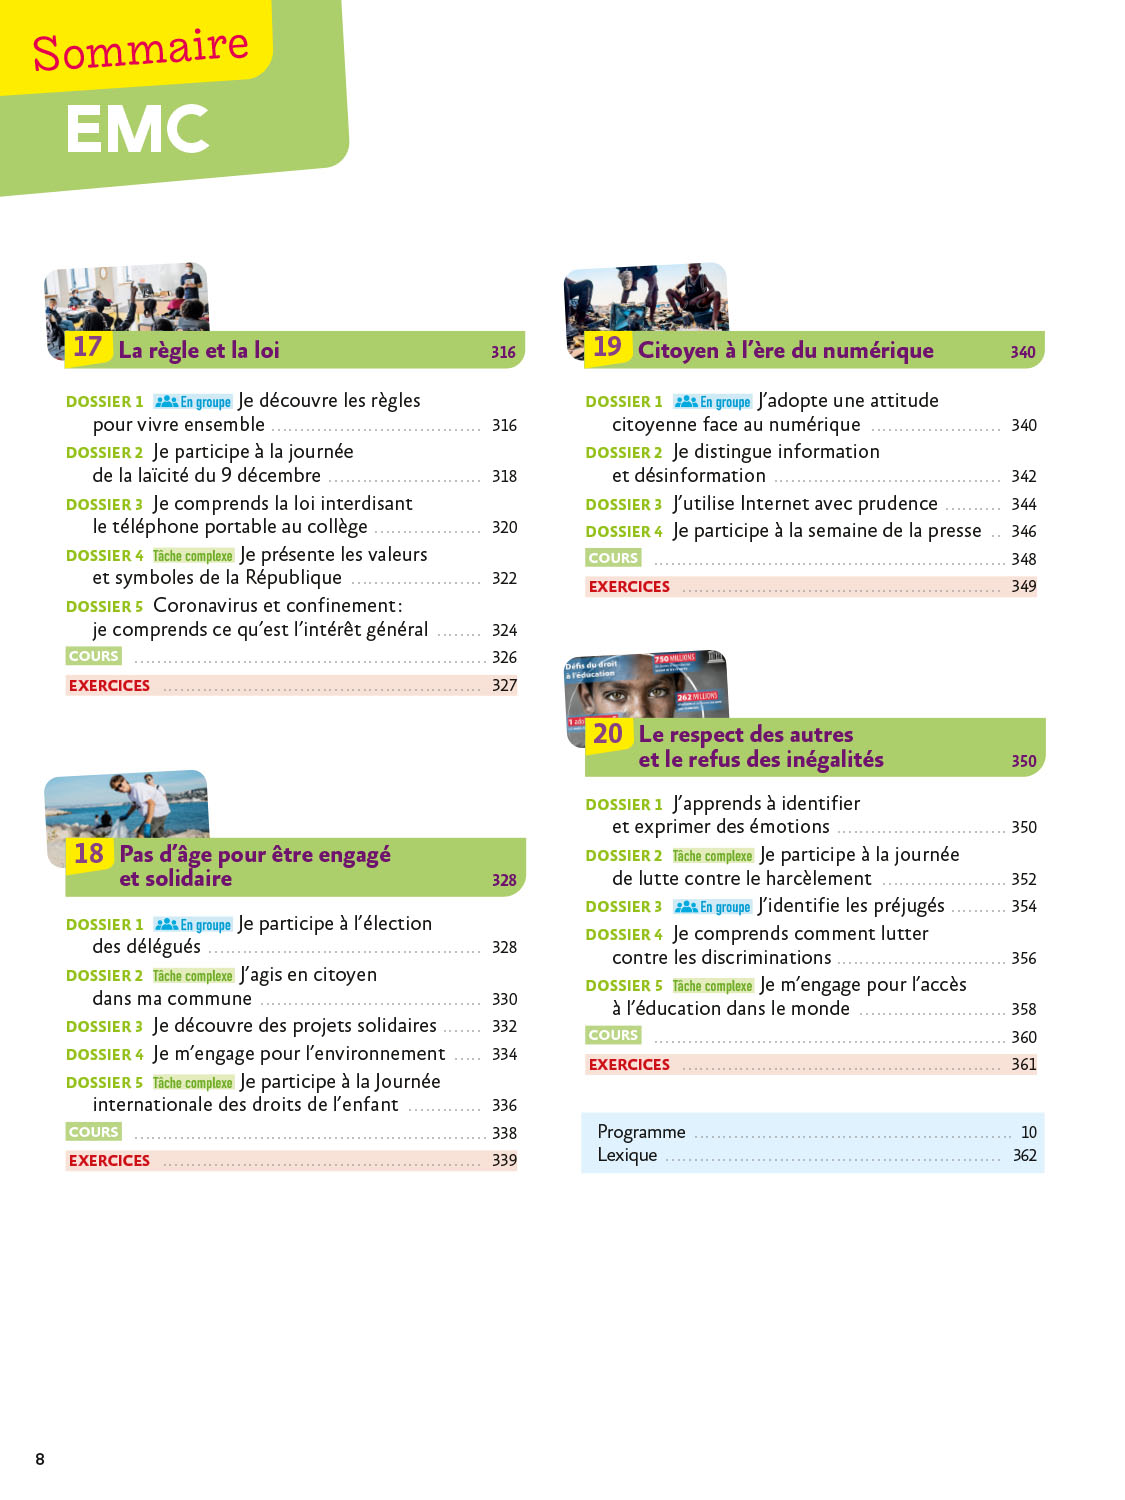 Sommaire
EMC
17 La règle et la loi 316
DOSSIER 1 En groupe Je découvre les règles
pour vivre ensemble 316
DOSSIER 2 Je participe à la journée
de la laïcité du 9 décembre 318
DOSSIER 3 Je comprends la loi interdisant
le téléphone portable au collège 320
DOSSIER 4 Tâche complexe Je présente les valeurs
et symboles de la République 322
DOSSIER 5 Coronavirus et confinement :
je comprends ce qu’est l’intérêt général 324
COURS 326
EXERCICES 327
18 Pas d’âge pour être engagé
et solidaire 328
DOSSIER 1 En groupe Je participe à l’élection
des délégués 328
DOSSIER 2 Tâche complexe J’agis en citoyen
dans ma commune 330
DOSSIER 3 Je découvre des projets solidaires 332
DOSSIER 4 Je m’engage pour l’environnement 334
DOSSIER 5 Tâche complexe Je participe à la Journée
internationale des droits de l’enfant 336
COURS 338
EXERCICES 339
19 Citoyen à l’ère du numérique 340
DOSSIER 1 En groupe J’adopte une attitude
citoyenne face au numérique 340
DOSSIER 2 Je distingue information
et désinformation 342
DOSSIER 3 J’utilise Internet avec prudence 344
DOSSIER 4 Je participe à la semaine de la presse 346
COURS 348
EXERCICES 349
Défis du droit
à l’éducation
750 MILLIONS
262 MILLIONS
20 Le respect des autres
et le refus des inégalités 350
DOSSIER 1 J’apprends à identifier
et exprimer des émotions 350
DOSSIER 2 Tâche complexe Je participe à la journée
de lutte contre le harcèlement 352
DOSSIER 3 En groupe J’identifie les préjugés 354
DOSSIER 4 Je comprends comment lutter
contre les discriminations 356
DOSSIER 5 Tâche complexe Je m’engage pour l’accès
à l’éducation dans le monde 358
COURS 360
EXERCICES 361
Programme 10
Lexique 362
8